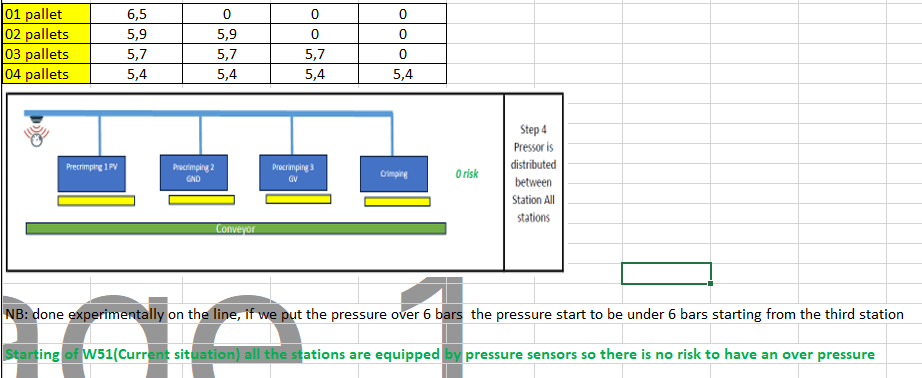 01 pallet 6,5 0 0 0
02 pallets 5,9 5,9 0 0
03 pallets 5,7 5,7 5,7 0
04 pallets 5,4 5,4 5,4 5,4
Precrimping 1 PV
Precrimping 2
GND
Precrimping 3
GV
Crimping
0 risk
Conveyor
Step 4
Pressor is
distributed
between
Station All
stations
NB: done experimentally on the line, if we put the pressure over 6 bars the pressure start to be under 6 bars starting from the third station
Starting of W51(Current situation) all the stations are equipped by pressure sensors so there is no risk to have an over pressure